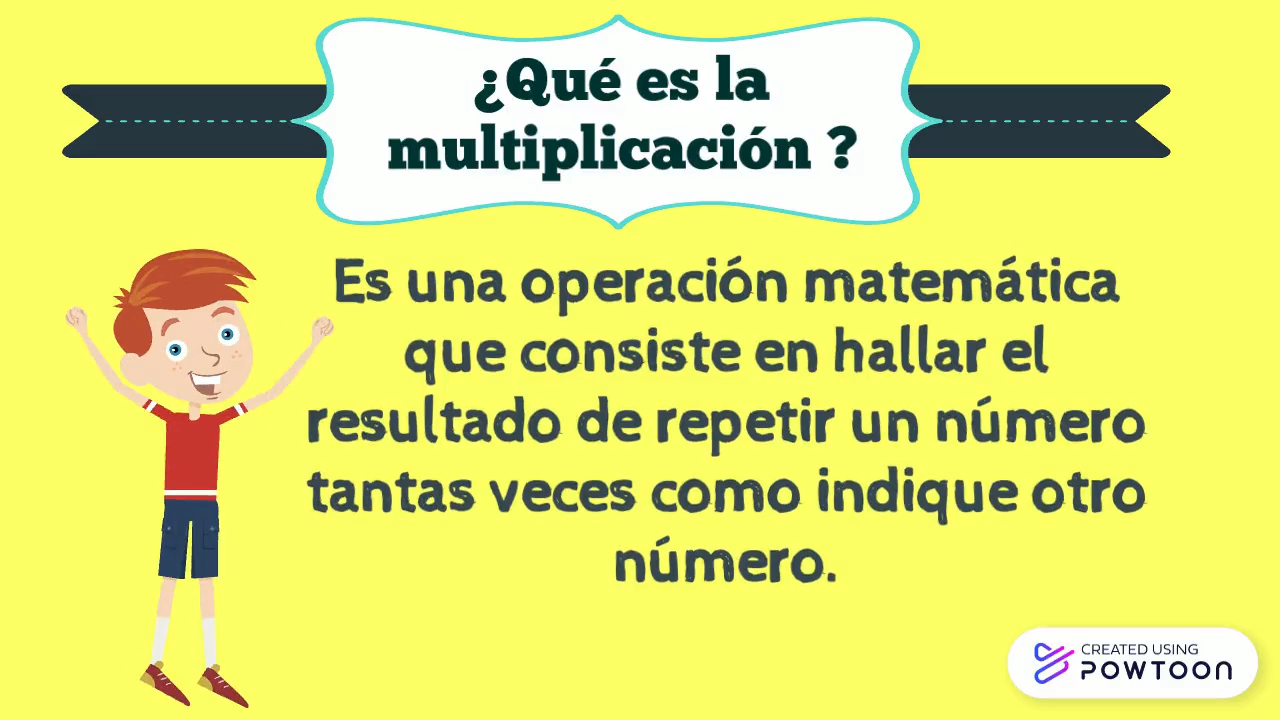 ¿Qué es la
multiplicación ?
Es una operación matemática
que consiste en hallar el
resultado de repetir un número
tantas veces como indique otro
número.
CREATED USING
POWTOON